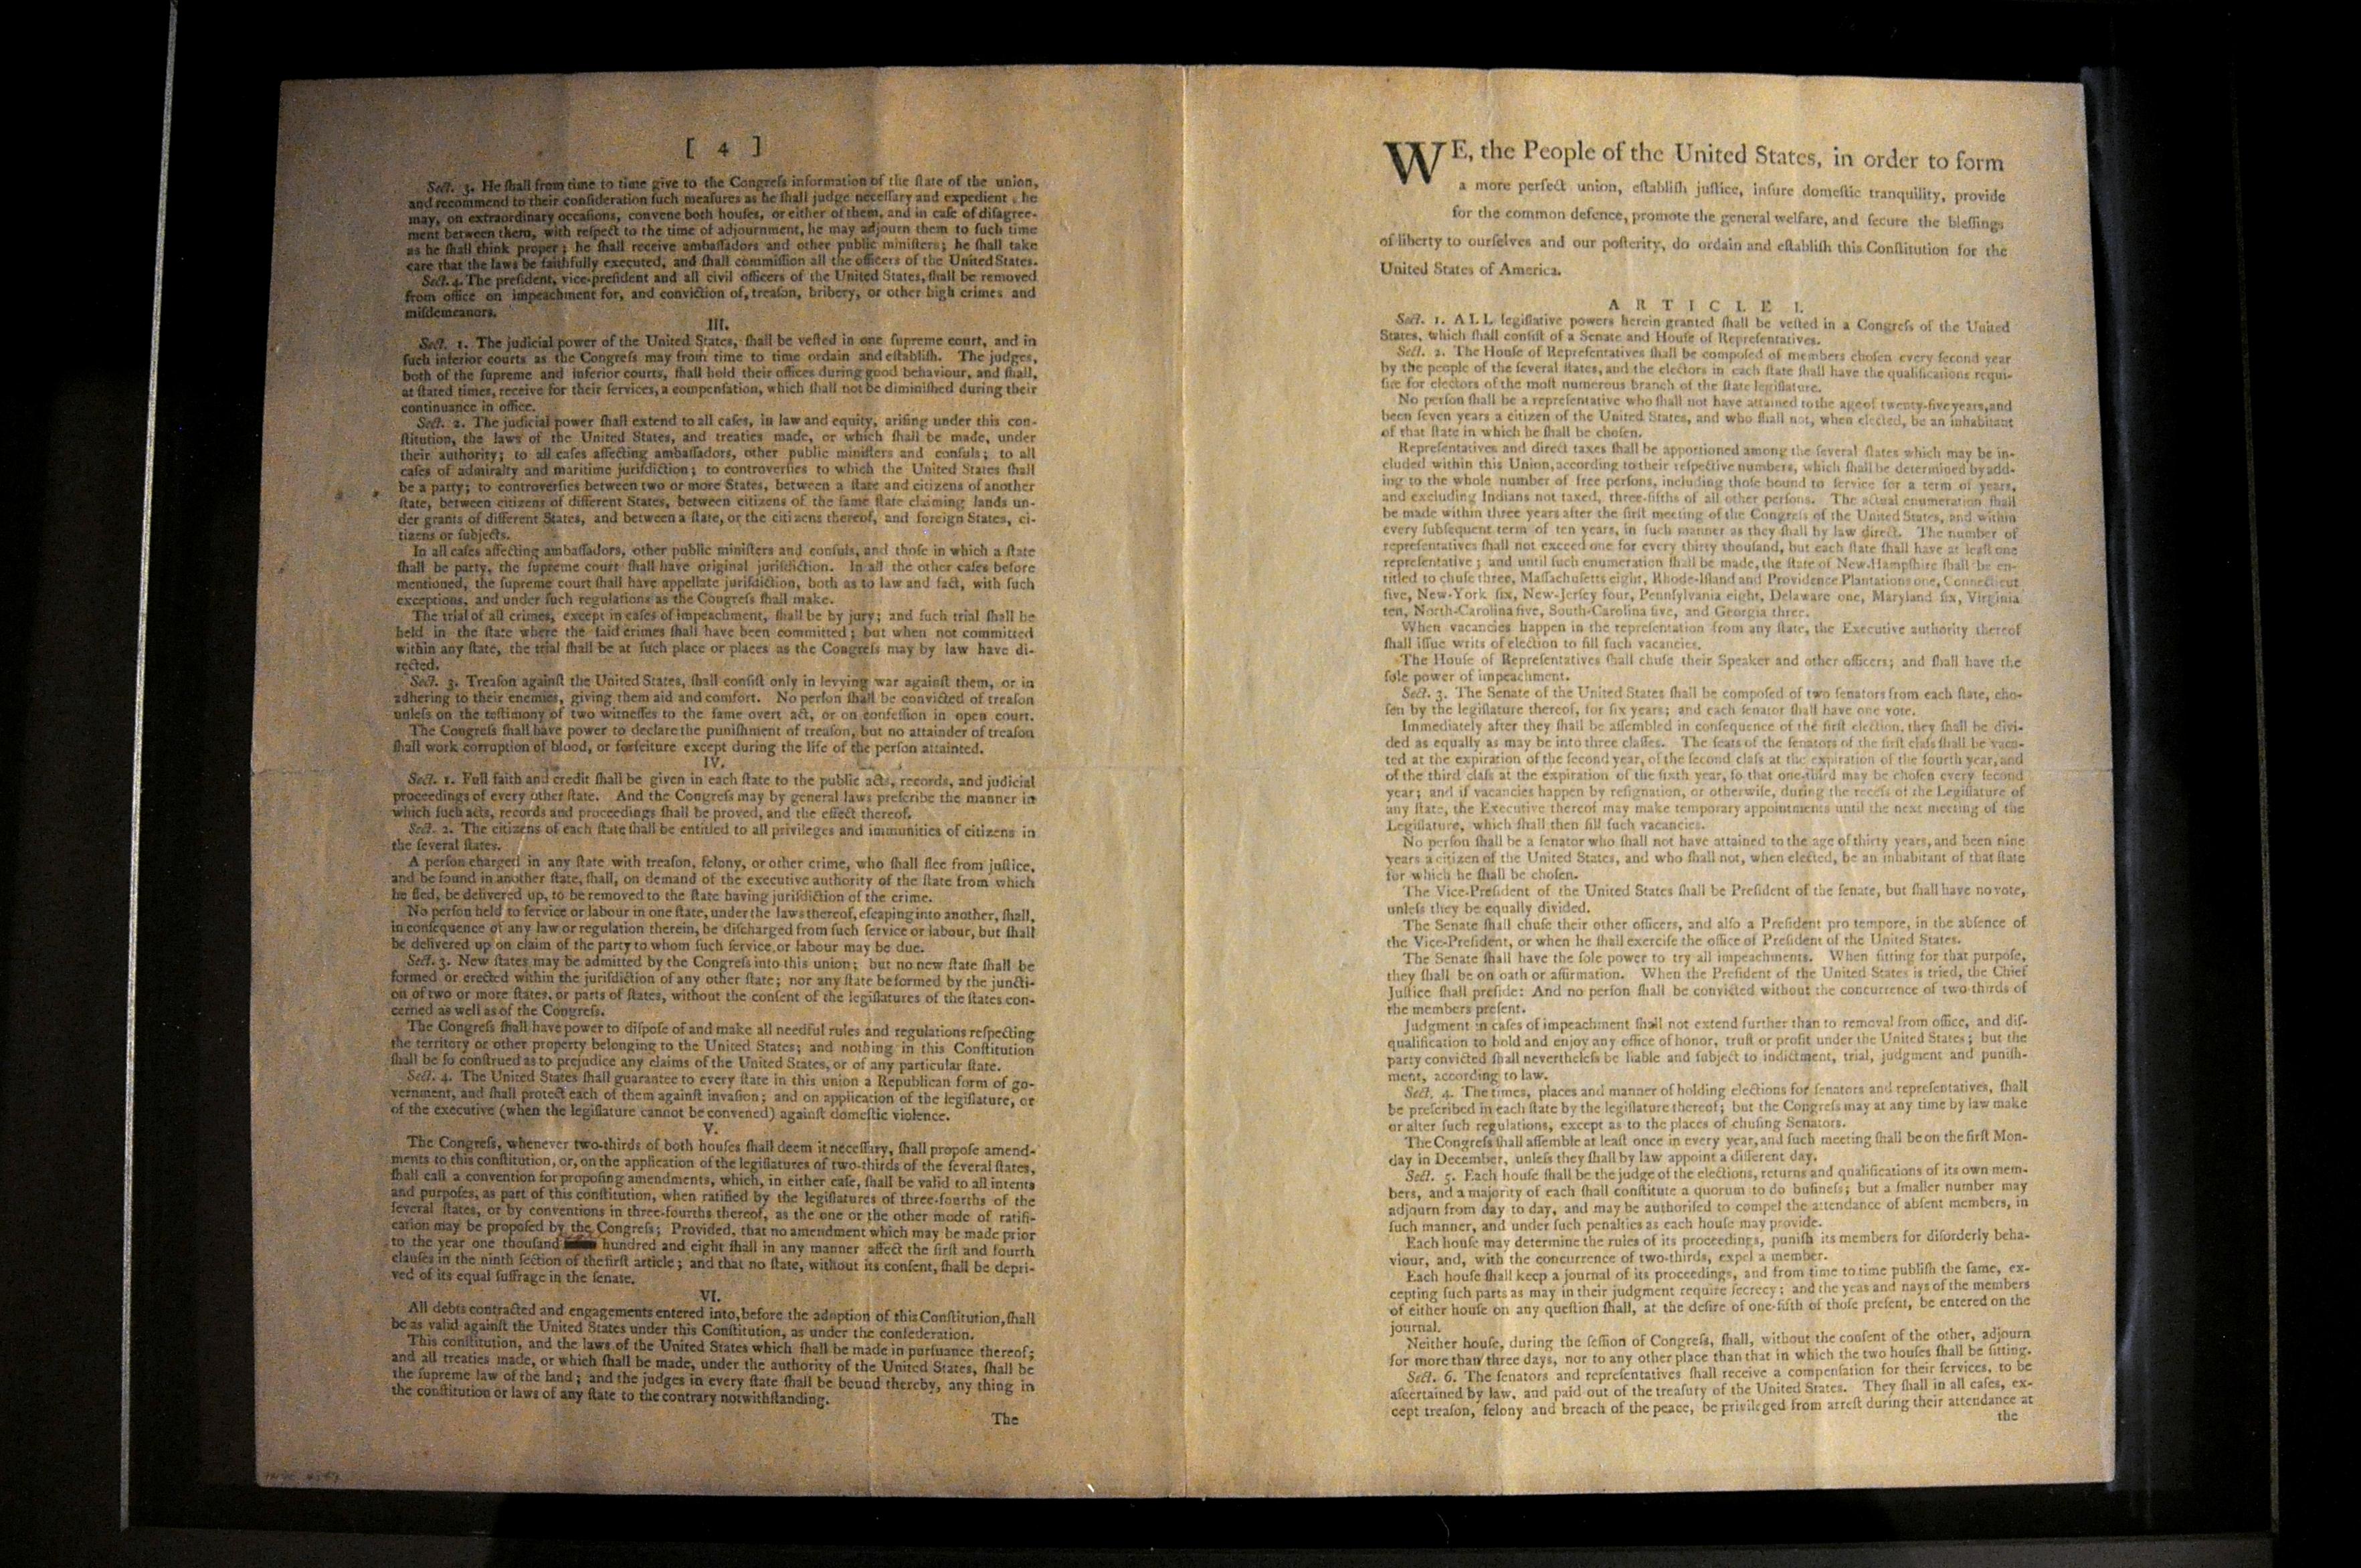 [ 4 ]
Sect. 3. He ſhall from time to time give to the Congreſs information of the ſtate of the union,
and recommend to their conſideration ſuch meaſures as he ſhall judge neceſſary and expedient; he
may, on extraordinary occaſions, convene both houſes, or either of them, and in caſe of diſagree-
ment between them, with reſpect to the time of adjournment, he may adjourn them to ſuch time
as he ſhall think proper; he ſhall receive ambaſſadors and other public miniſters; he ſhall take
care that the laws be faithfully executed, and ſhall commiſſion all the officers of the United States.
Sect. 4. The preſident, vice-preſident and all civil officers of the United States, ſhall be removed
from office on impeachment for, and conviction of, treaſon, bribery, or other high crimes and
miſdemeanors.
III.
Sect. 1. The judicial power of the United States, ſhall be veſted in one ſupreme court, and in
ſuch inferior courts as the Congreſs may from time to time ordain and eſtabliſh. The judges,
both of the ſupreme and inferior courts, ſhall hold their offices during good behaviour, and ſhall,
at ſtated times, receive for their ſervices, a compenſation, which ſhall not be diminiſhed during their
continuance in office.
Sect. 2. The judicial power ſhall extend to all caſes, in law and equity, ariſing under this con-
ſtitution, the laws of the United States, and treaties made, or which ſhall be made, under
their authority; to all caſes affecting ambaſſadors, other public miniſters and conſuls; to all
caſes of admiralty and maritime juriſdiction; to controverſies to which the United States ſhall
be a party; to controverſies between two or more States, between a ſtate and citizens of another
ſtate, between citizens of different States, between citizens of the ſame ſtate claiming lands un-
der grants of different States, and between a ſtate, or the citizens thereof, and foreign States, ci-
tizens or ſubjects.
In all caſes affecting ambaſſadors, other public miniſters and conſuls, and thoſe in which a ſtate
ſhall be party, the ſupreme court ſhall have original juriſdiction. In all the other caſes before
mentioned, the ſupreme court ſhall have appellate juriſdiction, both as to law and fact, with ſuch
exceptions, and under ſuch regulations as the Congreſs ſhall make.
The trial of all crimes, except in caſes of impeachment, ſhall be by jury; and ſuch trial ſhall be
held in the ſtate where the ſaid crimes ſhall have been committed; but when not committed
within any ſtate, the trial ſhall be at ſuch place or places as the Congreſs may by law have di-
rected.
Sect. 3. Treaſon againſt the United States, ſhall conſiſt only in levying war againſt them, or in
adhering to their enemies, giving them aid and comfort. No perſon ſhall be convicted of treaſon
unleſs on the teſtimony of two witneſſes to the ſame overt act, or on confeſſion in open court.
The Congreſs ſhall have power to declare the puniſhment of treaſon, but no attainder of treaſon
ſhall work corruption of blood, or forfeiture except during the life of the perſon attainted.
IV.
Sect. 1. Full faith and credit ſhall be given in each ſtate to the public acts, records, and judicial
proceedings of every other ſtate. And the Congreſs may by general laws preſcribe the manner in
which ſuch acts, records and proceedings ſhall be proved, and the effect thereof.
Sect. 2. The citizens of each ſtate ſhall be entitled to all privileges and immunities of citizens in
the ſeveral ſtates.
A perſon charged in any ſtate with treaſon, felony, or other crime, who ſhall flee from juſtice,
and be found in another ſtate, ſhall, on demand of the executive authority of the ſtate from which
he fled, be delivered up, to be removed to the ſtate having juriſdiction of the crime.
No perſon held to ſervice or labour in one ſtate, under the laws thereof, eſcaping into another, ſhall,
in conſequence of any law or regulation therein, be diſcharged from ſuch ſervice or labour, but ſhall
be delivered up on claim of the party to whom ſuch ſervice or labour may be due.
Sect. 3. New ſtates may be admitted by the Congreſs into this union; but no new ſtate ſhall be
formed or erected within the juriſdiction of any other ſtate; nor any ſtate be formed by the juncti-
on of two or more ſtates, or parts of ſtates, without the conſent of the legiſlatures of the ſtates con-
cerned as well as of the Congreſs.
The Congreſs ſhall have power to diſpoſe of and make all needful rules and regulations reſpecting
the territory or other property belonging to the United States; and nothing in this Conſtitution
ſhall be ſo conſtrued as to prejudice any claims of the United States, or of any particular ſtate.
Sect. 4. The United States ſhall guarantee to every ſtate in this union a Republican form of go-
vernment, and ſhall protect each of them againſt invaſion; and on application of the legiſlature, or
of the executive (when the legiſlature cannot be convened) againſt domeſtic violence.
V.
The Congreſs, whenever two-thirds of both houſes ſhall deem it neceſſary, ſhall propoſe amend-
ments to this conſtitution, or, on the application of the legiſlatures of two-thirds of the ſeveral ſtates,
ſhall call a convention for propoſing amendments, which, in either caſe, ſhall be valid to all intents
and purpoſes, as part of this conſtitution, when ratified by the legiſlatures of three-fourths of the
ſeveral ſtates, or by conventions in three-fourths thereof, as the one or the other mode of ratifi-
cation may be propoſed by the Congreſs; Provided, that no amendment which may be made prior
to the year one thouſand hundred and eight ſhall in any manner affect the firſt and fourth
clauſes in the ninth ſection of the firſt article; and that no ſtate, without its conſent, ſhall be depri-
ved of its equal ſuffrage in the ſenate.
VI.
All debts contracted and engagements entered into, before the adoption of this Conſtitution, ſhall
be as valid againſt the United States under this Conſtitution, as under the confederation.
This conſtitution, and the laws of the United States which ſhall be made in purſuance thereof;
and all treaties made, or which ſhall be made, under the authority of the United States, ſhall be
the ſupreme law of the land; and the judges in every ſtate ſhall be bound thereby, any thing in
the conſtitution or laws of any ſtate to the contrary notwithſtanding.
The
WE, the People of the United States, in order to form
a more perfect union, eſtabliſh juſtice, inſure domeſtic tranquility, provide
for the common defence, promote the general welfare, and ſecure the bleſſings
of liberty to ourſelves and our poſterity, do ordain and eſtabliſh this Conſtitution for the
United States of America.
ARTICLE I.
Sect. 1. ALL legiſlative powers herein granted ſhall be veſted in a Congreſs of the United
States, which ſhall conſiſt of a Senate and Houſe of Repreſentatives.
Sect. 2. The Houſe of Repreſentatives ſhall be compoſed of members choſen every ſecond year
by the people of the ſeveral ſtates, and the electors in each ſtate ſhall have the qualifications requi-
ſite for electors of the moſt numerous branch of the ſtate legiſlature.
No perſon ſhall be a repreſentative who ſhall not have attained to the age of twenty-five years, and
been ſeven years a citizen of the United States, and who ſhall not, when elected, be an inhabitant
of that ſtate in which he ſhall be choſen.
Repreſentatives and direct taxes ſhall be apportioned among the ſeveral ſtates which may be in-
cluded within this Union, according to their reſpective numbers, which ſhall be determined by add-
ing to the whole number of free perſons, including thoſe bound to ſervice for a term of years,
and excluding Indians not taxed, three-fifths of all other perſons. The actual enumeration ſhall
be made within three years after the firſt meeting of the Congreſs of the United States, and within
every ſubſequent term of ten years, in ſuch manner as they ſhall by law direct. The number of
repreſentatives ſhall not exceed one for every thirty thouſand, but each ſtate ſhall have at leaſt one
repreſentative; and until ſuch enumeration ſhall be made, the ſtate of New-Hampſhire ſhall be en-
titled to chuſe three, Maſſachuſetts eight, Rhode-Iſland and Providence Plantations one, Connecticut
five, New-York ſix, New-Jerſey four, Pennſylvania eight, Delaware one, Maryland ſix, Virginia
ten, North-Carolina five, South-Carolina five, and Georgia three.
When vacancies happen in the repreſentation from any ſtate, the Executive authority thereof
ſhall iſſue writs of election to fill ſuch vacancies.
The Houſe of Repreſentatives ſhall chuſe their Speaker and other officers; and ſhall have the
ſole power of impeachment.
Sect. 3. The Senate of the United States ſhall be compoſed of two ſenators from each ſtate, cho-
ſen by the legiſlature thereof, for ſix years; and each ſenator ſhall have one vote.
Immediately after they ſhall be aſſembled in conſequence of the firſt election, they ſhall be divi-
ded as equally as may be into three claſſes. The ſeats of the ſenators of the firſt claſs ſhall be vaca-
ted at the expiration of the ſecond year, of the ſecond claſs at the expiration of the fourth year, and
of the third claſs at the expiration of the ſixth year, ſo that one-third may be choſen every ſecond
year; and if vacancies happen by reſignation, or otherwiſe, during the receſs of the Legiſlature of
any ſtate, the Executive thereof may make temporary appointments until the next meeting of the
Legiſlature, which ſhall then fill ſuch vacancies.
No perſon ſhall be a ſenator who ſhall not have attained to the age of thirty years, and been nine
years a citizen of the United States, and who ſhall not, when elected, be an inhabitant of that ſtate
for which he ſhall be choſen.
The Vice-Preſident of the United States ſhall be Preſident of the ſenate, but ſhall have no vote,
unleſs they be equally divided.
The Senate ſhall chuſe their other officers, and alſo a Preſident pro tempore, in the abſence of
the Vice-Preſident, or when he ſhall exerciſe the office of Preſident of the United States.
The Senate ſhall have the ſole power to try all impeachments. When ſitting for that purpoſe,
they ſhall be on oath or affirmation. When the Preſident of the United States is tried, the Chief
Juſtice ſhall preſide: And no perſon ſhall be convicted without the concurrence of two-thirds of
the members preſent.
Judgment in caſes of impeachment ſhall not extend further than to removal from office, and diſ-
qualification to hold and enjoy any office of honor, truſt or profit under the United States; but the
party convicted ſhall nevertheleſs be liable and ſubject to indictment, trial, judgment and puniſh-
ment, according to law.
Sect. 4. The times, places and manner of holding elections for ſenators and repreſentatives, ſhall
be preſcribed in each ſtate by the legiſlature thereof; but the Congreſs may at any time by law make
or alter ſuch regulations, except as to the places of chuſing Senators.
The Congreſs ſhall aſſemble at leaſt once in every year, and ſuch meeting ſhall be on the firſt Mon-
day in December, unleſs they ſhall by law appoint a different day.
Sect. 5. Each houſe ſhall be the judge of the elections, returns and qualifications of its own mem-
bers, and a majority of each ſhall conſtitute a quorum to do buſineſs; but a ſmaller number may
adjourn from day to day, and may be authoriſed to compel the attendance of abſent members, in
ſuch manner, and under ſuch penalties as each houſe may provide.
Each houſe may determine the rules of its proceedings, puniſh its members for diſorderly beha-
viour, and, with the concurrence of two-thirds, expel a member.
Each houſe ſhall keep a journal of its proceedings, and from time to time publiſh the ſame, ex-
cepting ſuch parts as may in their judgment require ſecrecy; and the yeas and nays of the members
of either houſe on any queſtion ſhall, at the deſire of one-fifth of thoſe preſent, be entered on the
journal.
Neither houſe, during the ſeſſion of Congreſs, ſhall, without the conſent of the other, adjourn
for more than three days, nor to any other place than that in which the two houſes ſhall be ſitting.
Sect. 6. The ſenators and repreſentatives ſhall receive a compenſation for their ſervices, to be
aſcertained by law, and paid out of the treaſury of the United States. They ſhall in all caſes, ex-
cept treaſon, felony and breach of the peace, be privileged from arreſt during their attendance at
the